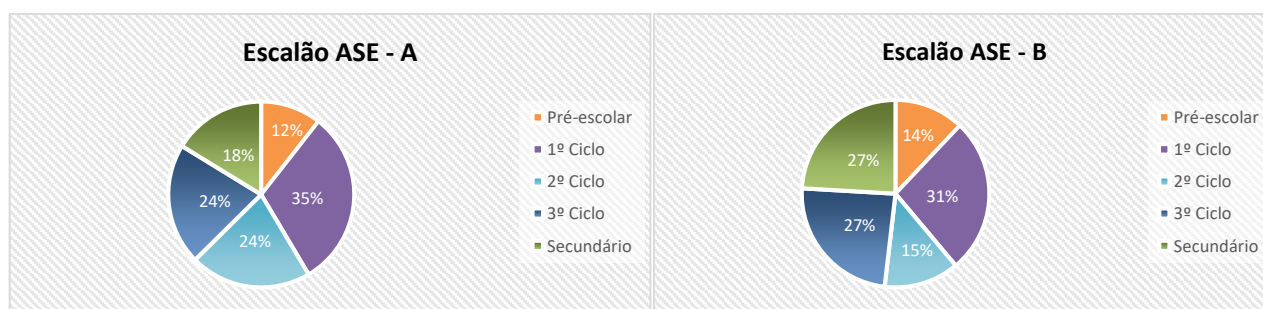 Escalão ASE - A
12%
35%
24%
24%
18%
Pré-escolar
1º Ciclo
2º Ciclo
3º Ciclo
Secundário
Escalão ASE - B
14%
31%
15%
27%
27%
Pré-escolar
1º Ciclo
2º Ciclo
3º Ciclo
Secundário